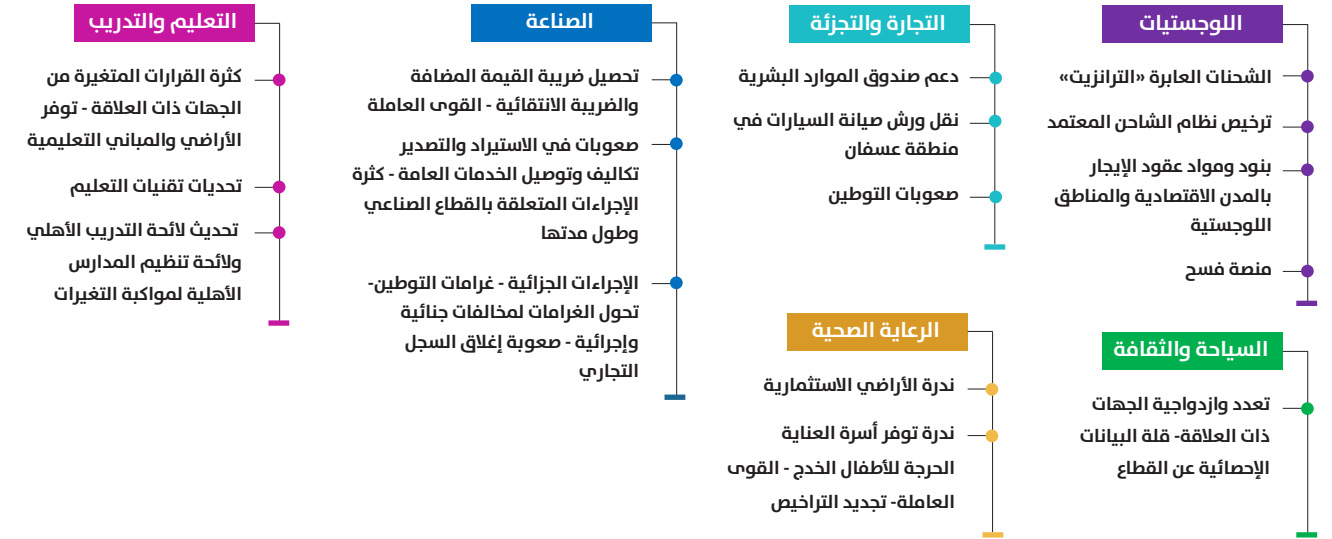 اللوجستيات
الشحنات العابرة «الترانزيت»
ترخيص نظام الشاحن المعتمد
بنود ومواد عقود الإيجار
بالمدن الاقتصادية والمناطق
اللوجستية
منصة فسح
التجارة والتجزئة
دعم صندوق الموارد البشرية
نقل ورش صيانة السيارات في
منطقة عسفان
صعوبات التوطين
الصناعة
تحصيل ضريبة القيمة المضافة
والضريبة الانتقائية - القوى العاملة
صعوبات في الاستيراد والتصدير
تكاليف وتوصيل الخدمات العامة - كثرة
الإجراءات المتعلقة بالقطاع الصناعي
وطول مدتها
الإجراءات الجزائية - غرامات التوطين-
تحول الغرامات لمخالفات جنائية
وإجرائية - صعوبة إغلاق السجل
التجاري
التعليم والتدريب
كثرة القرارات المتغيرة من
الجهات ذات العلاقة - توفر
الأراضي والمباني التعليمية
تحديات تقنيات التعليم
تحديث لائحة التدريب الأهلي
ولائحة تنظيم المدارس
الأهلية لمواكبة التغيرات
السياحة والثقافة
تعدد وازدواجية الجهات
ذات العلاقة- قلة البيانات
الإحصائية عن القطاع
الرعاية الصحية
ندرة الأراضي الاستثمارية
ندرة توفر أسرة العناية
الحرجة للأطفال الخدج - القوى
العاملة- تجديد التراخيص